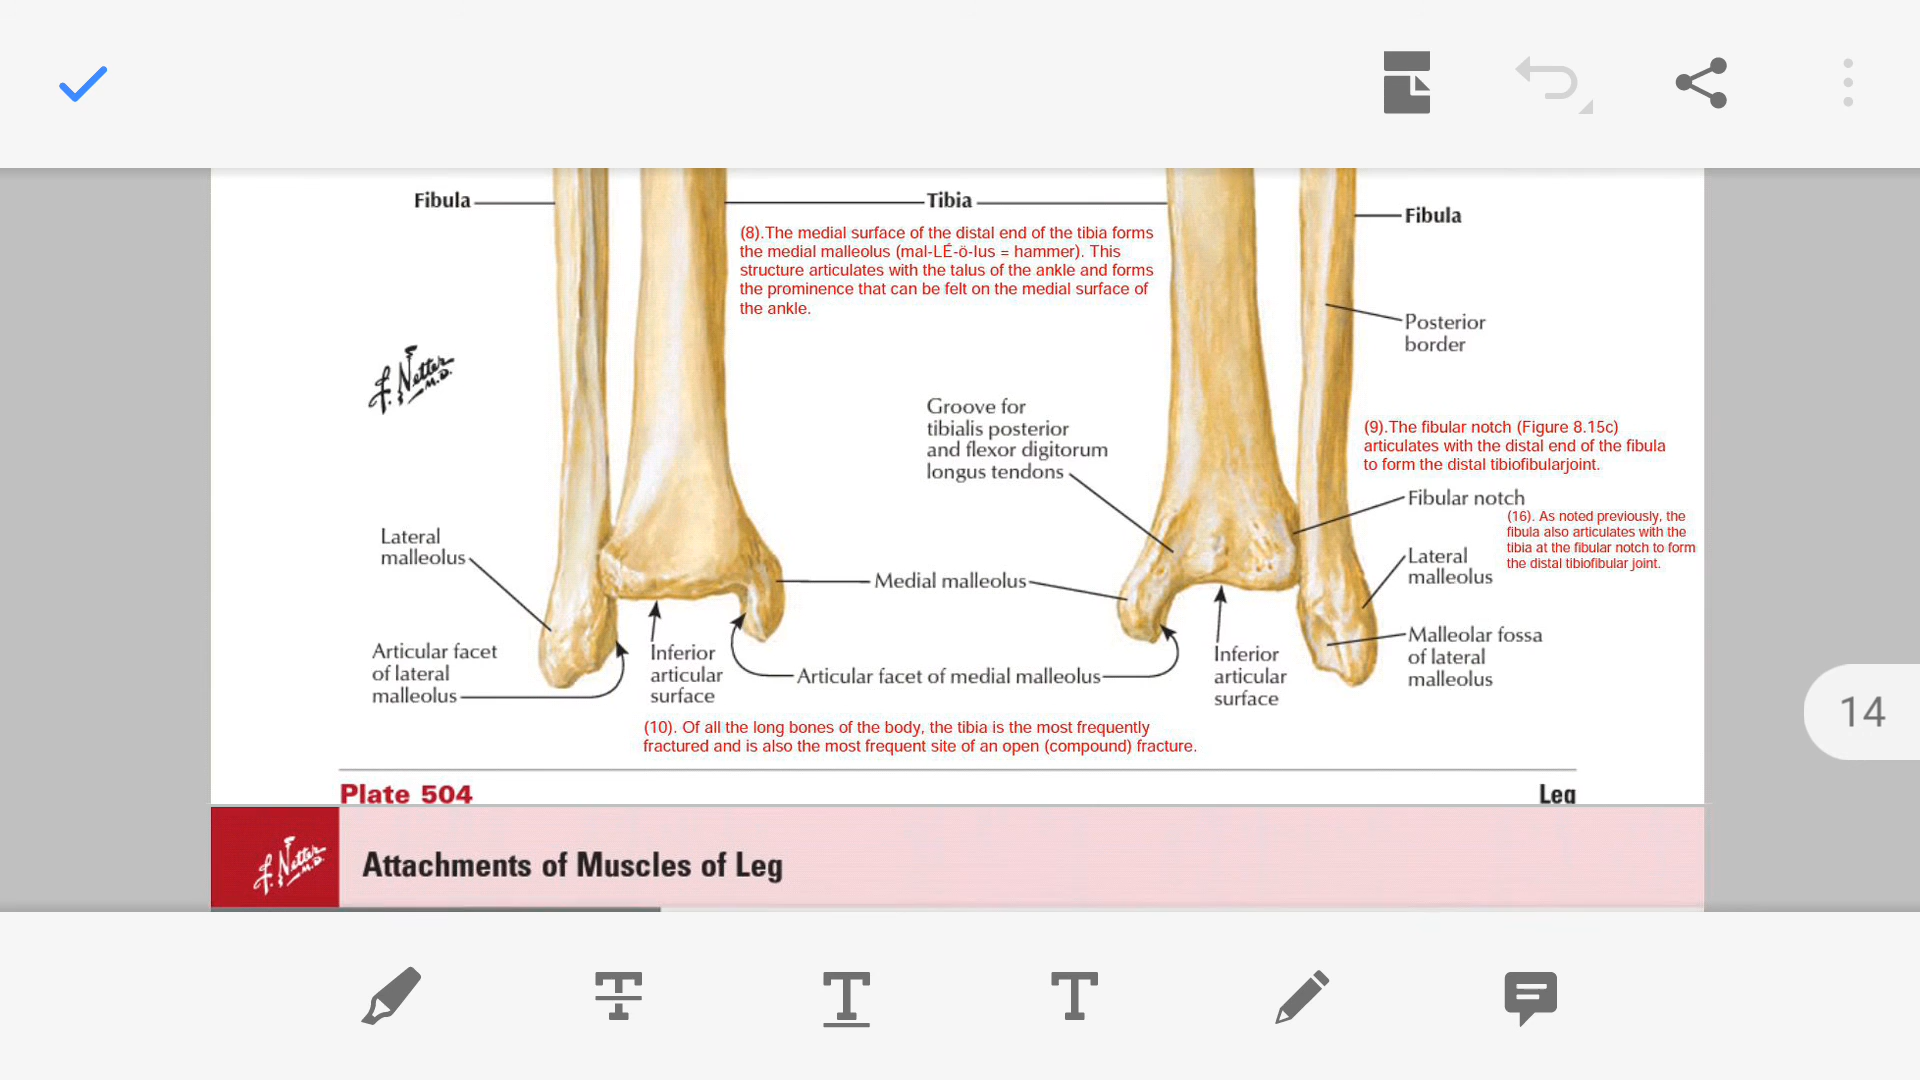 Fibula
Tibia
Fibula
(8).The medial surface of the distal end of the tibia forms
the medial malleolus (mal-LÉ-ö-lus = hammer). This
structure articulates with the talus of the ankle and forms
the prominence that can be felt on the medial surface of
the ankle.
Posterior
border
F. Netter
M.D.
Groove for
tibialis posterior
and flexor digitorum
longus tendons
(9).The fibular notch (Figure 8.15c)
articulates with the distal end of the fibula
to form the distal tibiofibularjoint.
Fibular notch
(16). As noted previously, the
fibula also articulates with the
tibia at the fibular notch to form
the distal tibiofibular joint.
Lateral
malleolus
Lateral
malleolus
Medial malleolus
Malleolar fossa
of lateral
malleolus
Articular facet
of lateral
malleolus
Inferior
articular
surface
Articular facet of medial malleolus
Inferior
articular
surface
14
(10). Of all the long bones of the body, the tibia is the most frequently
fractured and is also the most frequent site of an open (compound) fracture.
Plate 504
Leg
F. Netter
M.D.
Attachments of Muscles of Leg